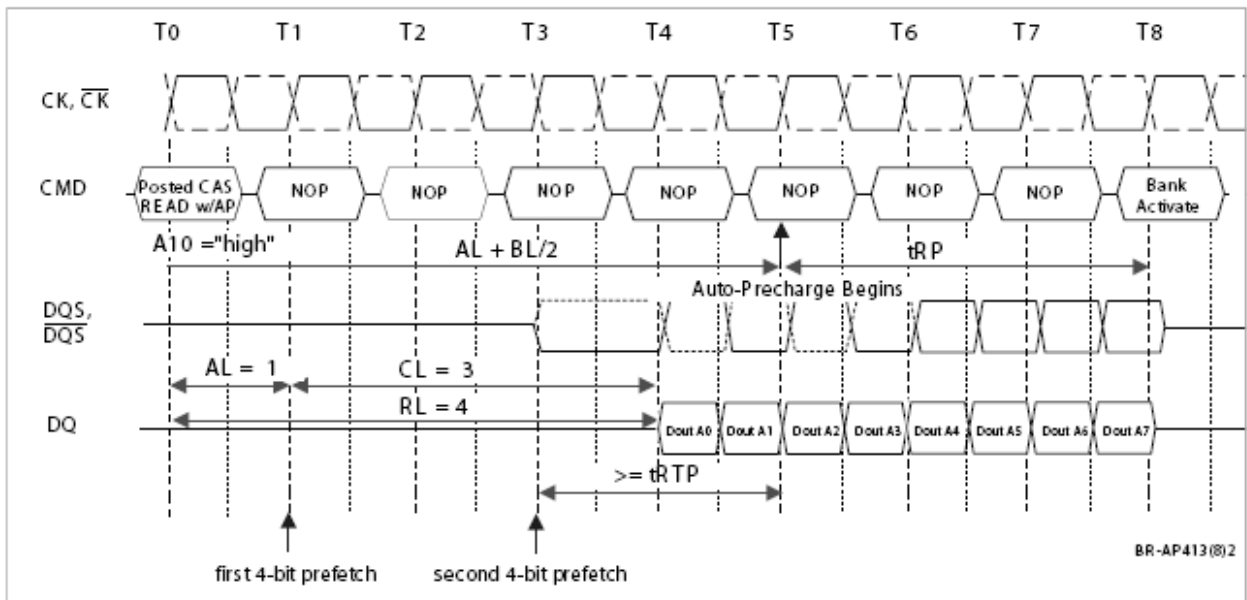 T0 T1 T2 T3 T4 T5 T6 T7 T8
CK, CK
CMD
Posted CAS
READ w/AP
NOP NOP NOP NOP NOP NOP NOP
Bank
Activate
A10 ="high"
AL + BL/2
tRP
Auto-Precharge Begins
DQS,
DQS
AL = 1
CL = 3
RL = 4
DQ
Dout A0 Dout A1 Dout A2 Dout A3 Dout A4 Dout A5 Dout A6 Dout A7
>= tRTP
BR-AP413(8)2
first 4-bit prefetch
second 4-bit prefetch